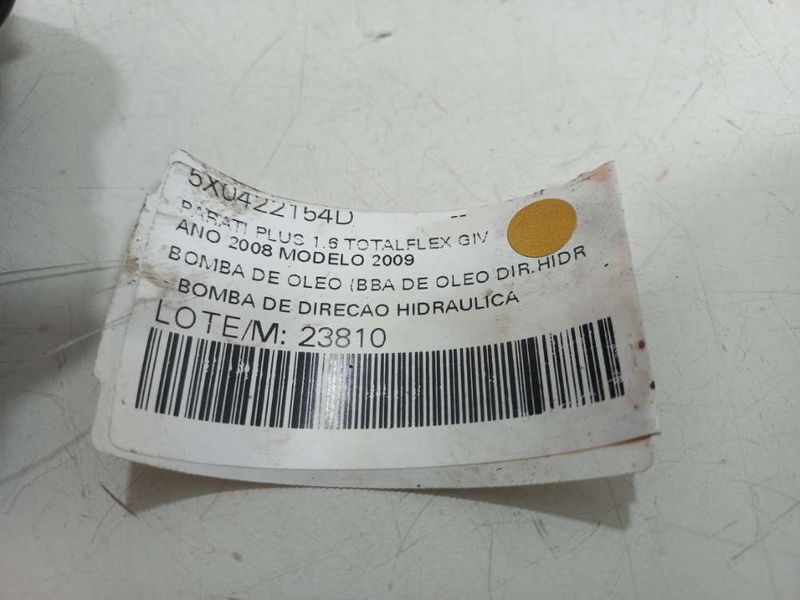 5X0422154D --
PARATI PLUS 1.6 TOTALFLEX GIV
ANO 2008 MODELO 2009
BOMBA DE OLEO (BBA DE OLEO DIR.HIDR
BOMBA DE DIRECAO HIDRAULICA
LOTE/M: 23810